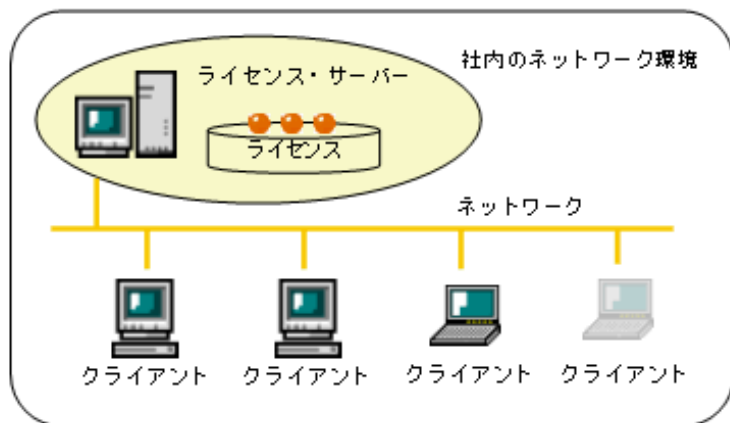 社内のネットワーク環境
ライセンス・サーバー
ライセンス
ネットワーク
クライアント
クライアント
クライアント
クライアント